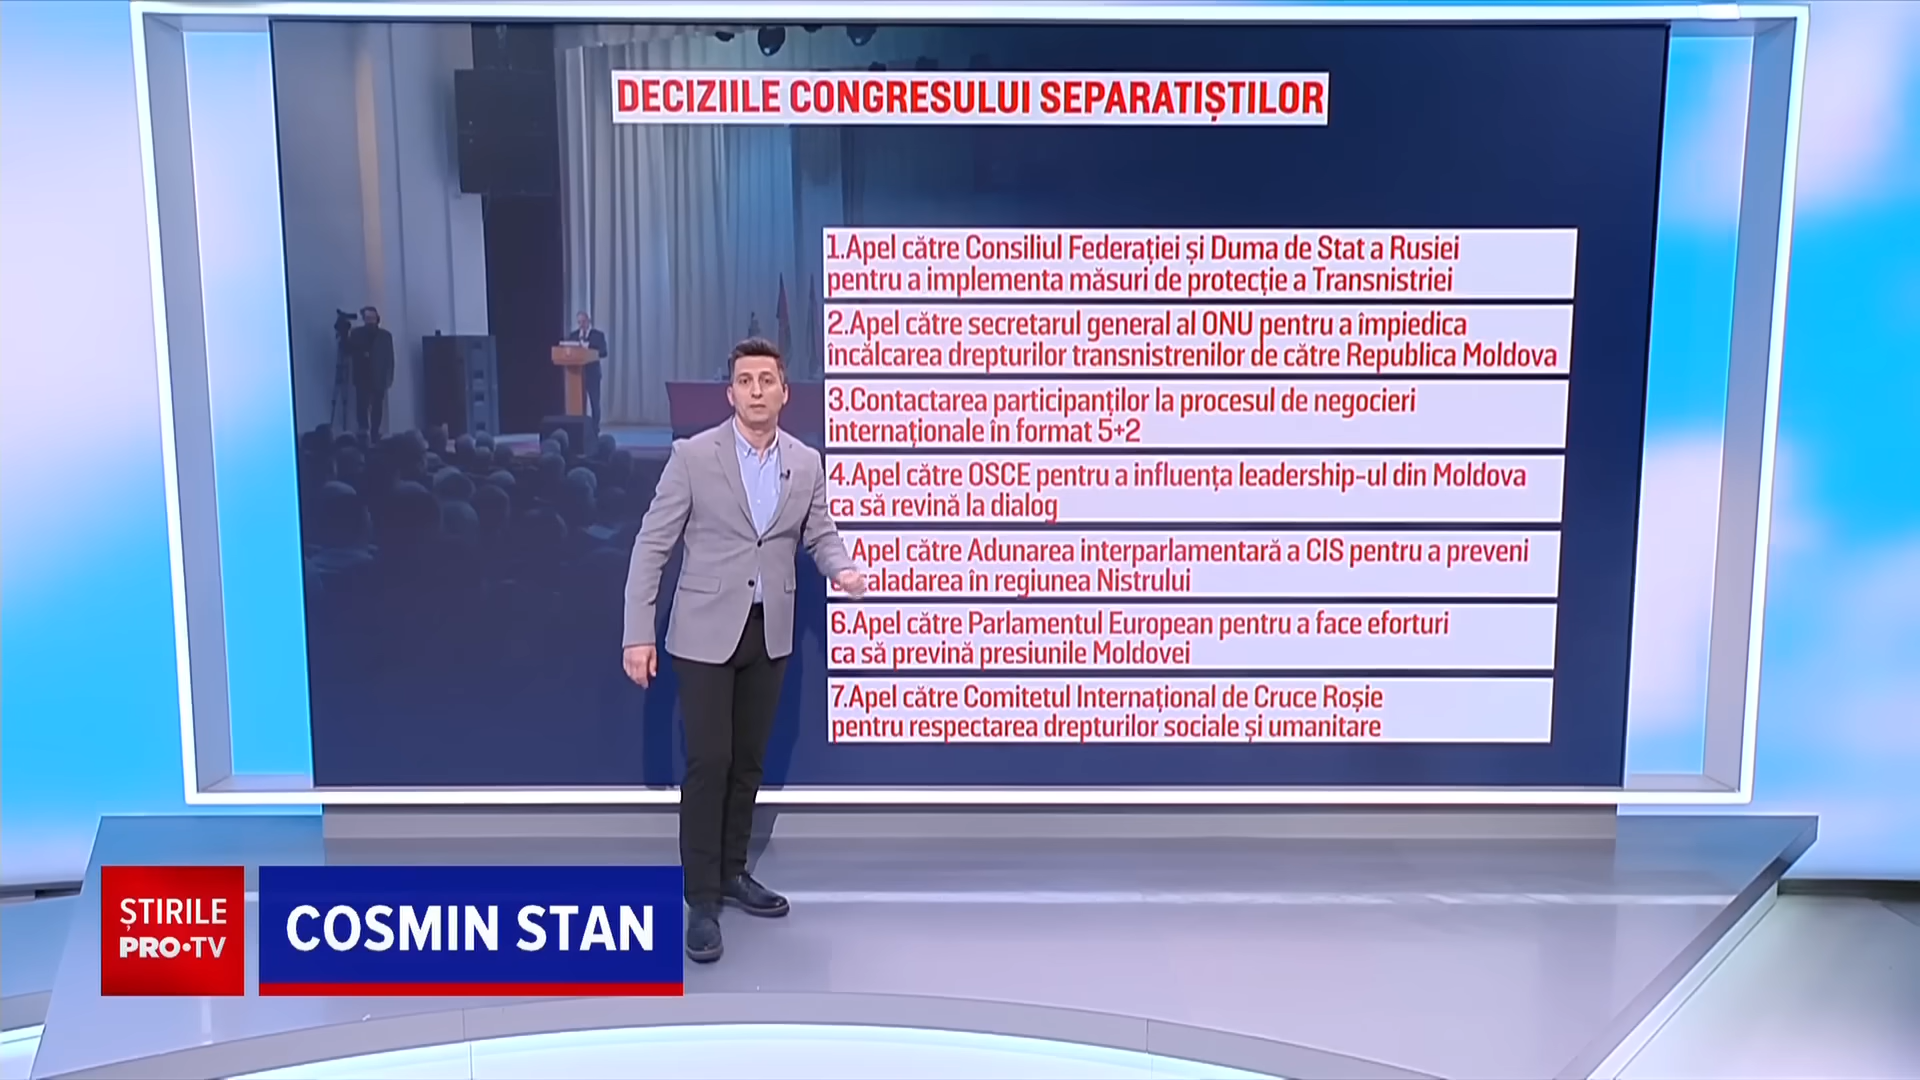 DECIZIILE CONGRESULUI SEPARATIȘTILOR
1.Apel către Consiliul Federației și Duma de Stat a Rusiei
pentru a implementa măsuri de protecție a Transnistriei
2.Apel către secretarul general al ONU pentru a împiedica
încălcarea drepturilor transnistrenilor de către Republica Moldova
3.Contactarea participanților la procesul de negocieri
internaționale în format 5+2
4.Apel către OSCE pentru a influența leadership-ul din Moldova
ca să revină la dialog
Apel către Adunarea interparlamentară a CIS pentru a preveni
în regiunea Nistrului
6.Apel către Parlamentul European pentru a face eforturi
ca să prevină presiunile Moldovei
7.Apel către Comitetul Internațional de Cruce Roșie
pentru respectarea drepturilor sociale și umanitare
ȘTIRILE
PRO•TV
COSMIN STAN